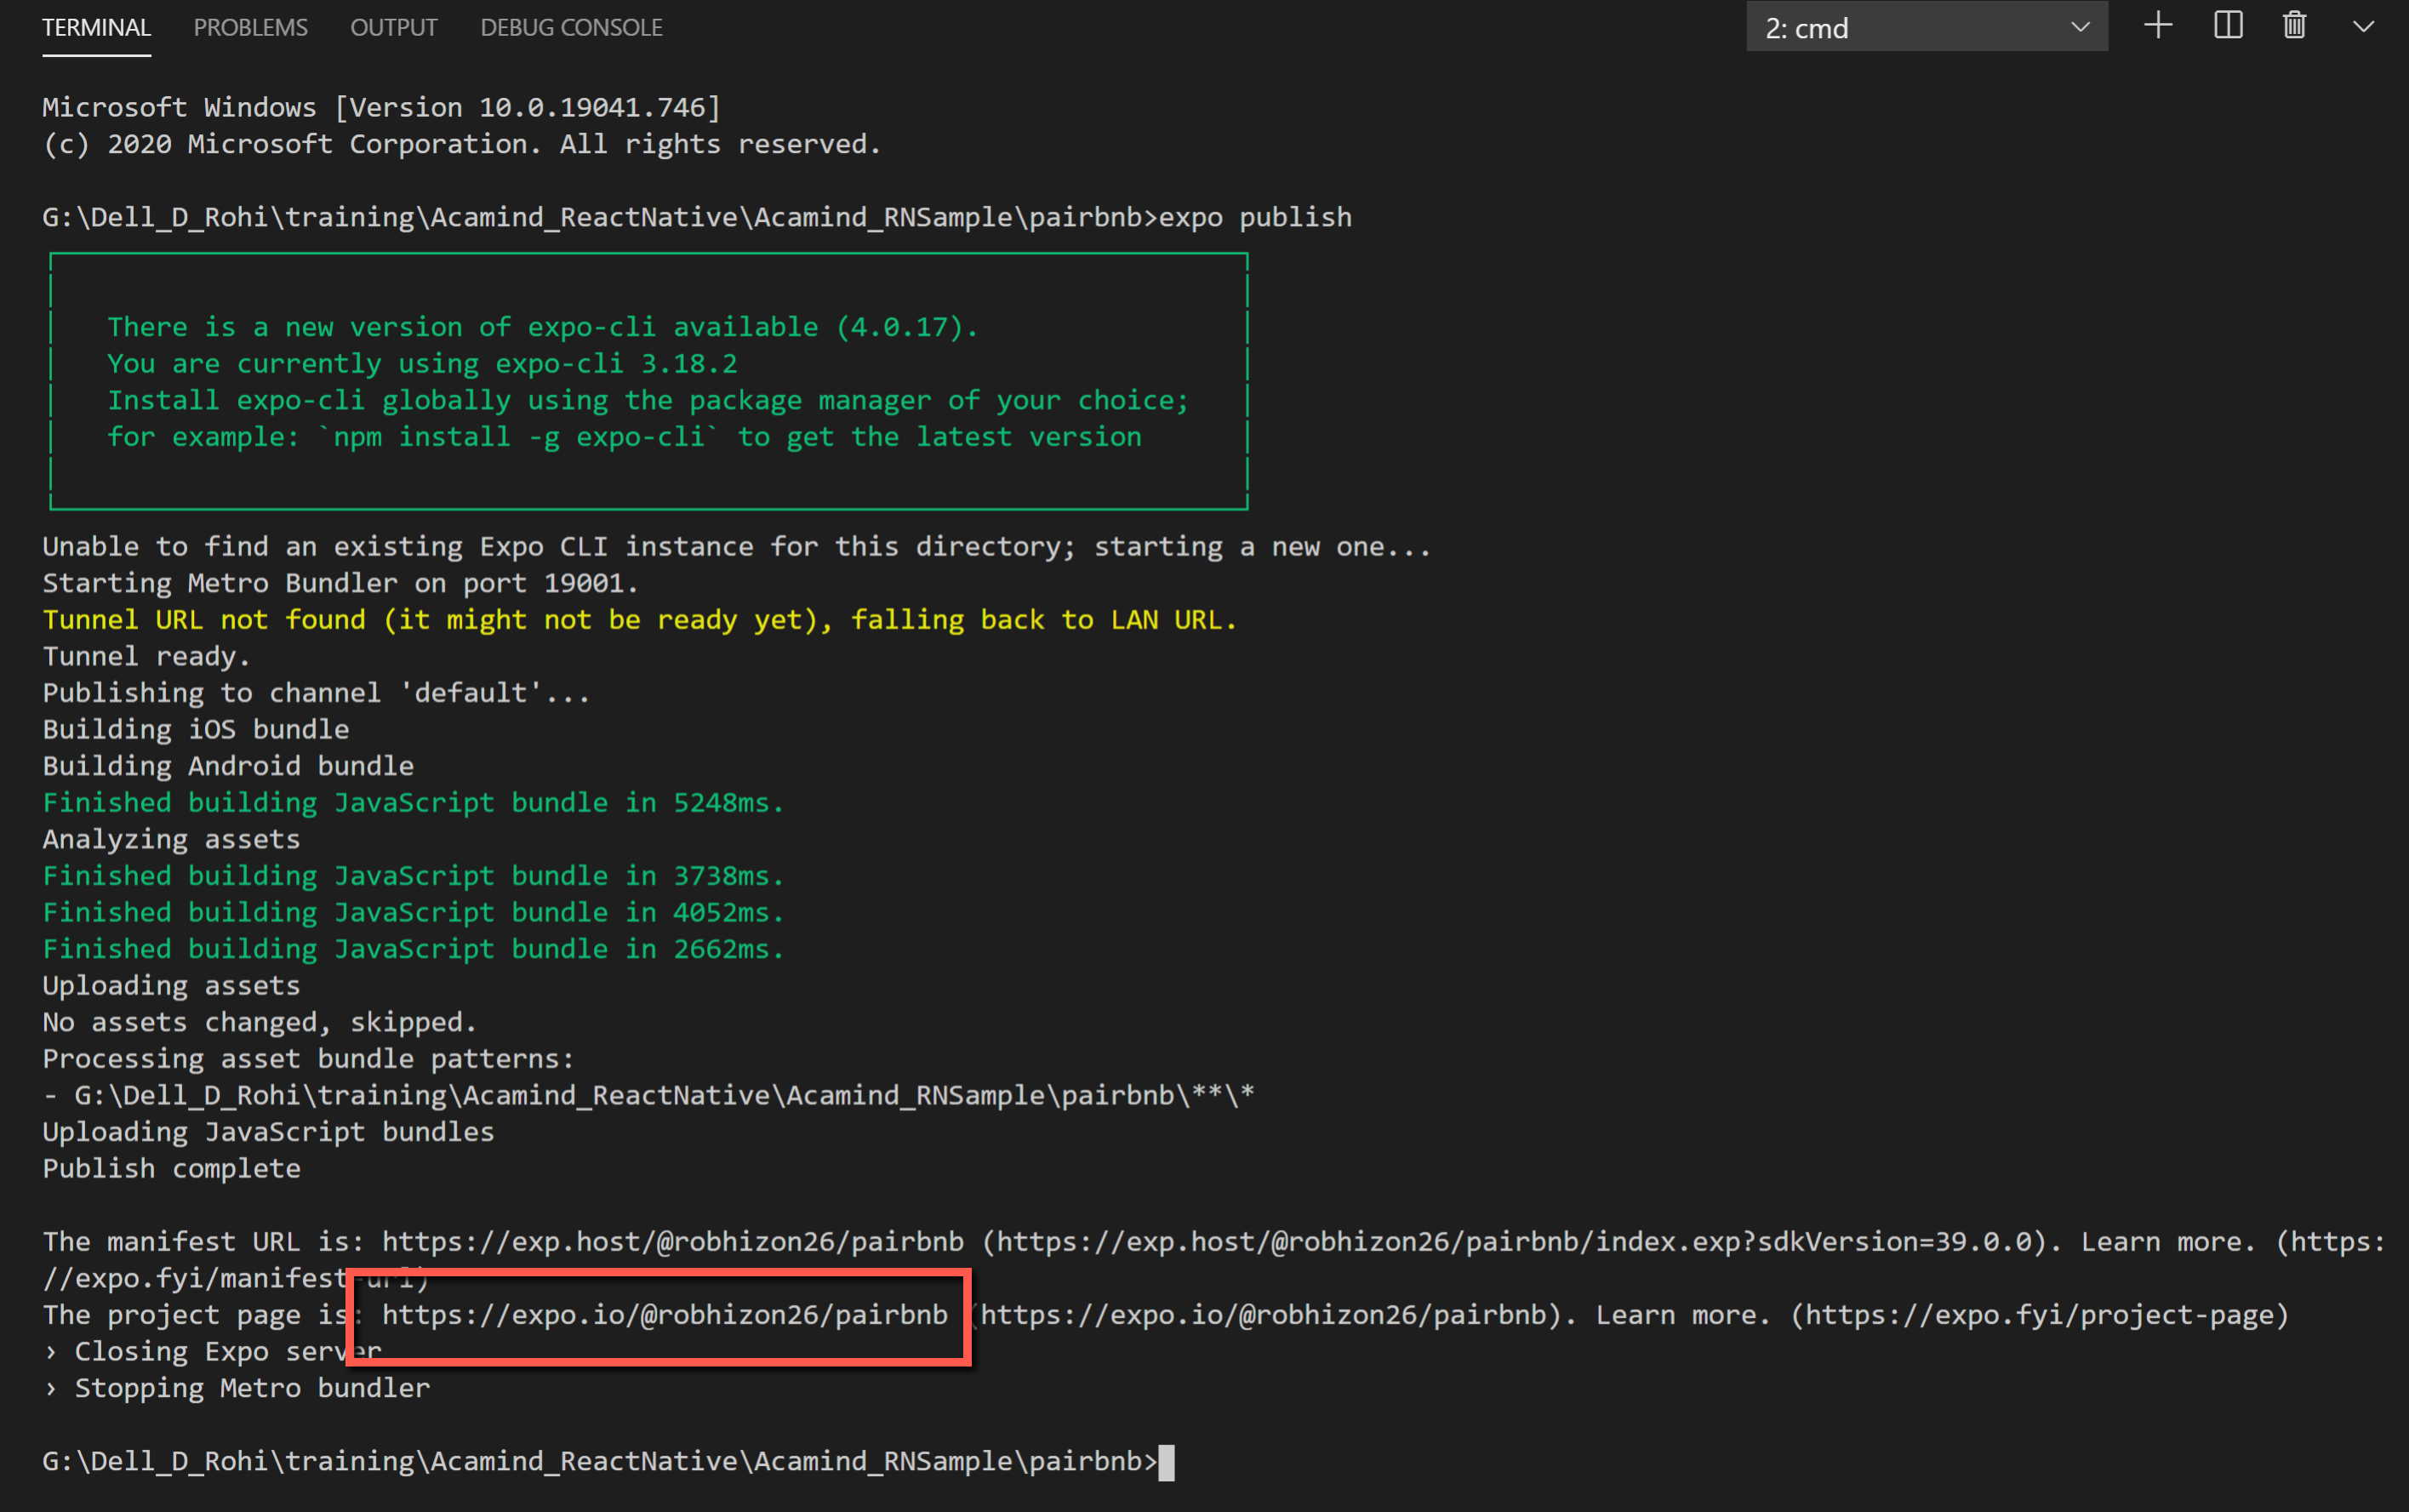 TERMINAL PROBLEMS OUTPUT DEBUG CONSOLE 2: cmd
Microsoft Windows [Version 10.0.19041.746]
(c) 2020 Microsoft Corporation. All rights reserved.
G:\Dell_D_Rohi\training\Acamind_ReactNative\Acamind_RNSample\pairbnb>expo publish
There is a new version of expo-cli available (4.0.17).
You are currently using expo-cli 3.18.2
Install expo-cli globally using the package manager of your choice;
for example: `npm install -g expo-cli` to get the latest version
Unable to find an existing Expo CLI instance for this directory; starting a new one...
Starting Metro Bundler on port 19001.
Tunnel URL not found (it might not be ready yet), falling back to LAN URL.
Tunnel ready.
Publishing to channel 'default'...
Building iOS bundle
Building Android bundle
Finished building JavaScript bundle in 5248ms.
Analyzing assets
Finished building JavaScript bundle in 3738ms.
Finished building JavaScript bundle in 4052ms.
Finished building JavaScript bundle in 2662ms.
Uploading assets
No assets changed, skipped.
Processing asset bundle patterns:
- G:\Dell_D_Rohi\training\Acamind_ReactNative\Acamind_RNSample\pairbnb\**\*
Uploading JavaScript bundles
Publish complete
The manifest URL is: https://exp.host/@robhizon26/pairbnb (https://exp.host/@robhizon26/pairbnb/index.exp?sdkVersion=39.0.0). Learn more. (https:
//expo.fyi/manifest-url)
The project page is: https://expo.io/@robhizon26/pairbnb (https://expo.io/@robhizon26/pairbnb). Learn more. (https://expo.fyi/project-page)
› Closing Expo server
› Stopping Metro bundler
G:\Dell_D_Rohi\training\Acamind_ReactNative\Acamind_RNSample\pairbnb>